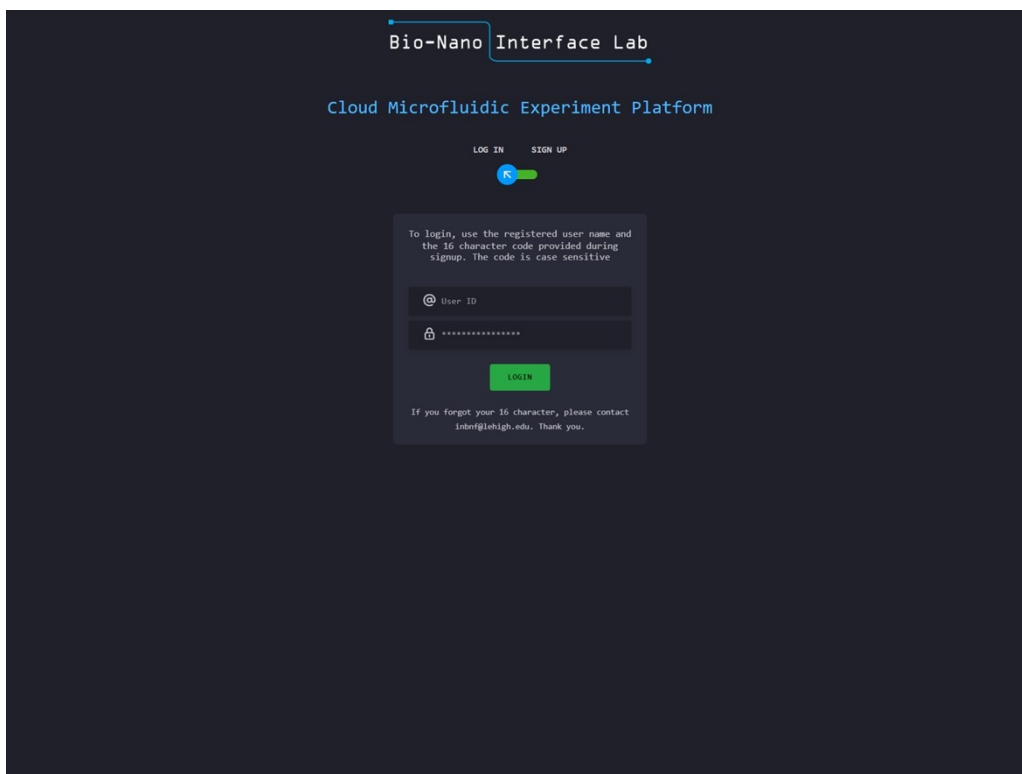 Bio-Nano Interface Lab
Cloud Microfluidic Experiment Platform
LOG IN SIGN UP
To login, use the registered user name and
the 16 character code provided during
signup. The code is case sensitive
@ User ID
****************
LOGIN
If you forgot your 16 character, please contact
inbnf@lehigh.edu. Thank you.